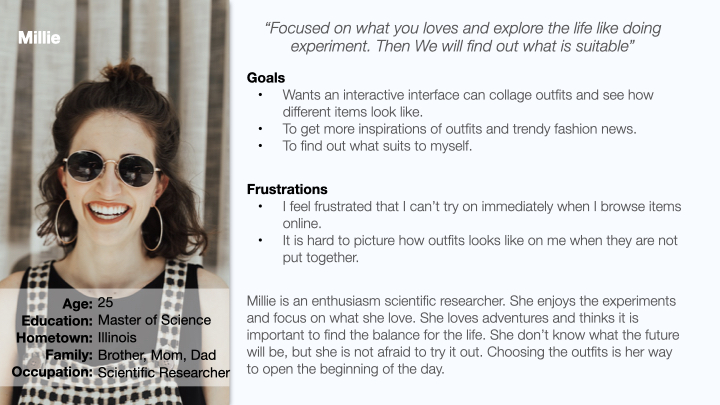 Millie
“Focused on what you loves and explore the life like doing
experiment. Then We will find out what is suitable”
Goals
• Wants an interactive interface can collage outfits and see how
different items look like.
• To get more inspirations of outfits and trendy fashion news.
• To find out what suits to myself.
Frustrations
• I feel frustrated that I can’t try on immediately when I browse items
online.
• It is hard to picture how outfits looks like on me when they are not
put together.
Age: 25
Education: Master of Science
Hometown: Illinois
Family: Brother, Mom, Dad
Occupation: Scientific Researcher
Millie is an enthusiasm scientific researcher. She enjoys the experiments
and focus on what she love. She loves adventures and thinks it is
important to find the balance for the life. She don’t know what the future
will be, but she is not afraid to try it out. Choosing the outfits is her way
to open the beginning of the day.